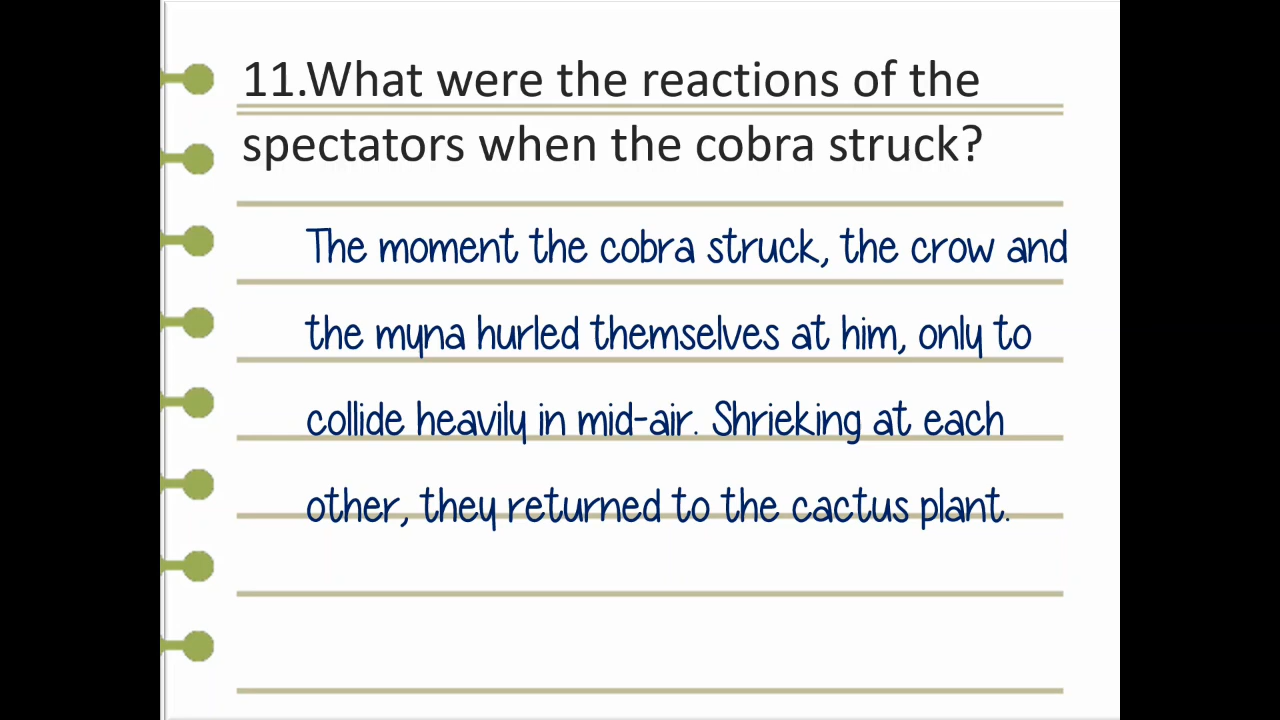 11.What were the reactions of the
spectators when the cobra struck?
The moment the cobra struck, the crow and
the myna hurled themselves at him, only to
collide heavily in mid-air. Shrieking at each
other, they returned to the cactus plant.